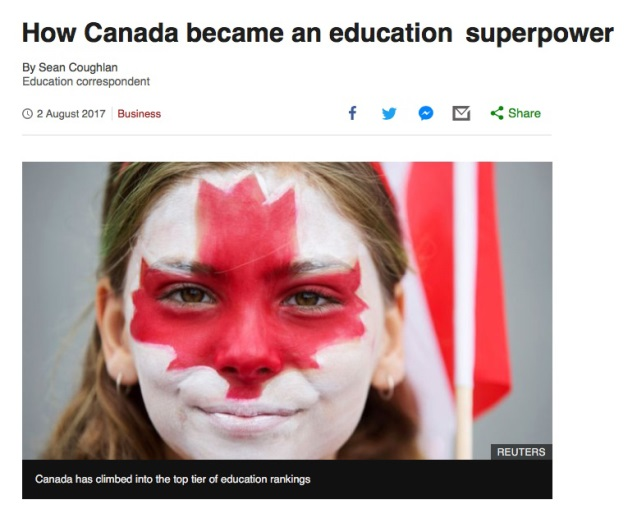 How Canada became an education superpower
By Sean Coughlan
Education correspondent
2 August 2017 Business
Share
REUTERS
Canada has climbed into the top tier of education rankings